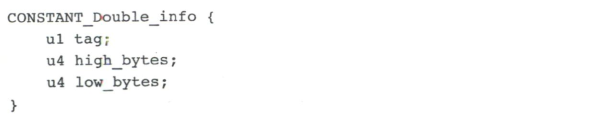 CONSTANT_Double_info {
    u1 tag;
    u4 high_bytes;
    u4 low_bytes;
}